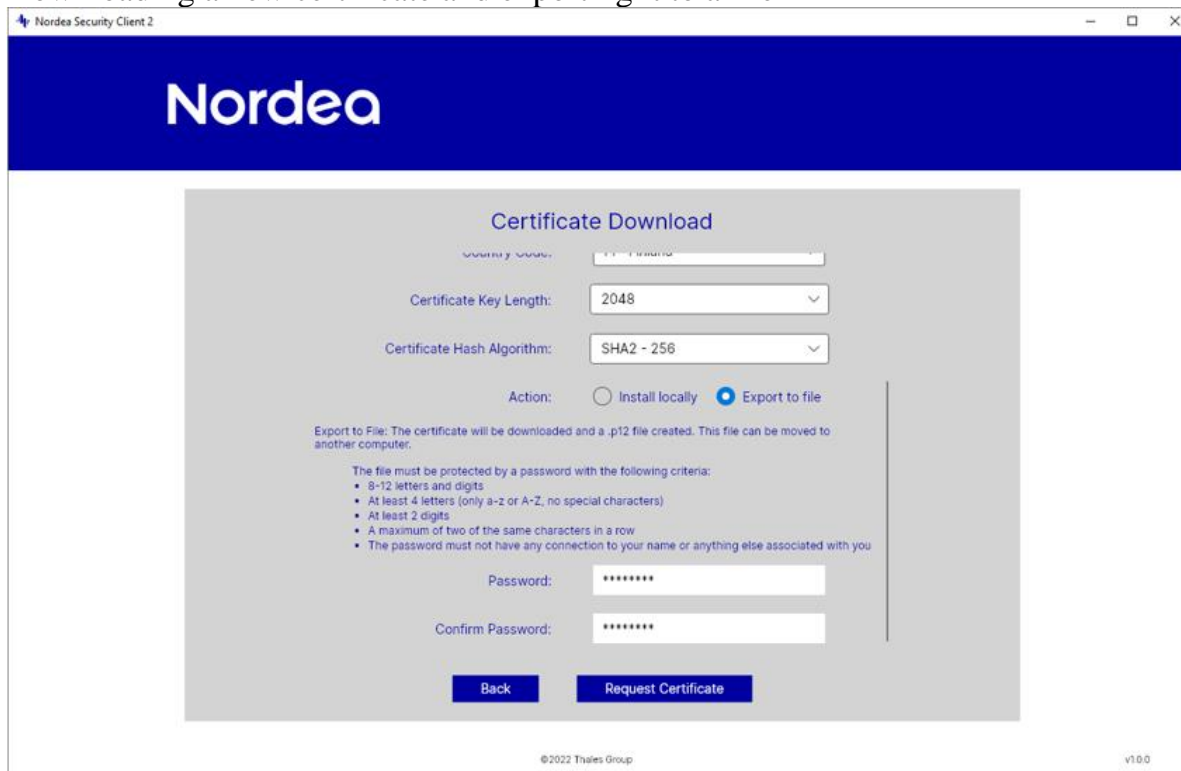 Nordea Security Client 2
Nordea
Certificate Download
Country Code:
Finland
Certificate Key Length:
2048
Certificate Hash Algorithm:
SHA2 - 256
Action:
Install locally
Export to file
Export to File: The certificate will be downloaded and a .p12 file created. This file can be moved to
another computer.
The file must be protected by a password with the following criteria:
• 8-12 letters and digits
• At least 4 letters (only a-z or A-Z, no special characters)
• At least 2 digits
• A maximum of two of the same characters in a row
• The password must not have any connection to your name or anything else associated with you
Password:
********
Confirm Password:
********
Back
Request Certificate
©2022 Thales Group
v1.0.0